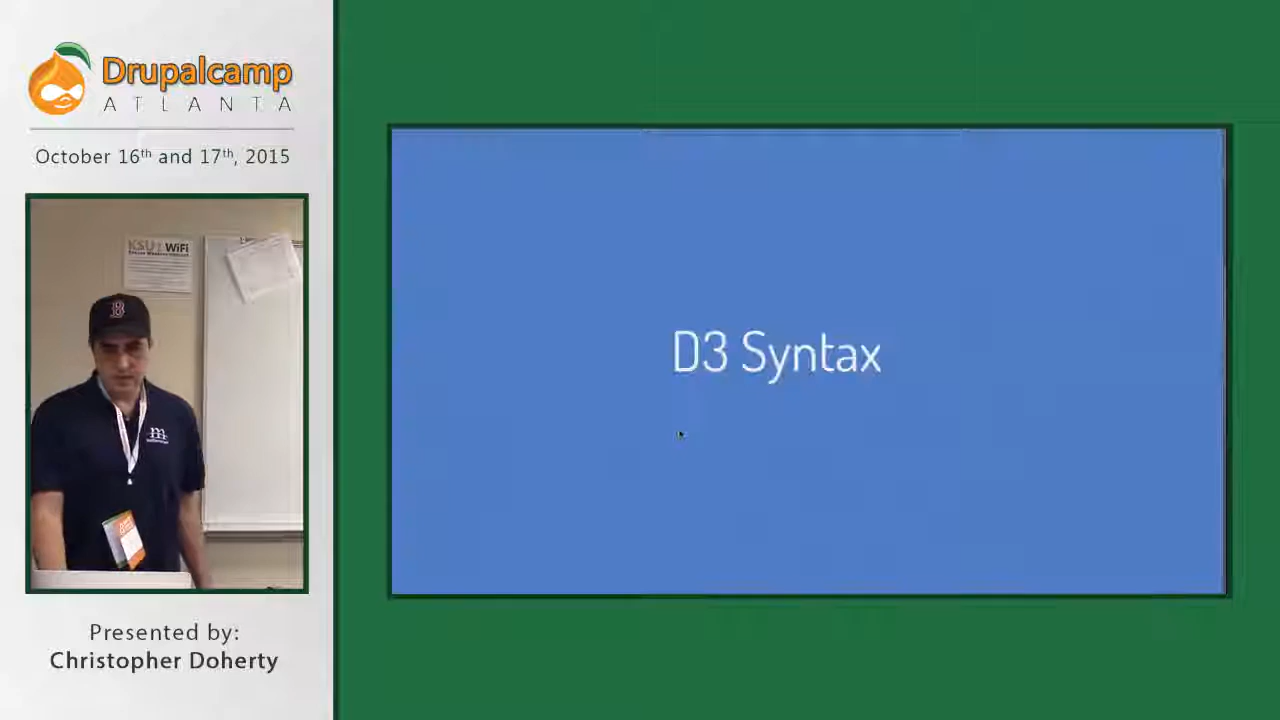 Drupalcamp
ATLANTA
October 16th and 17th, 2015
KSU WiFi
B
m
Presented by:
Christopher Doherty
D3 Syntax